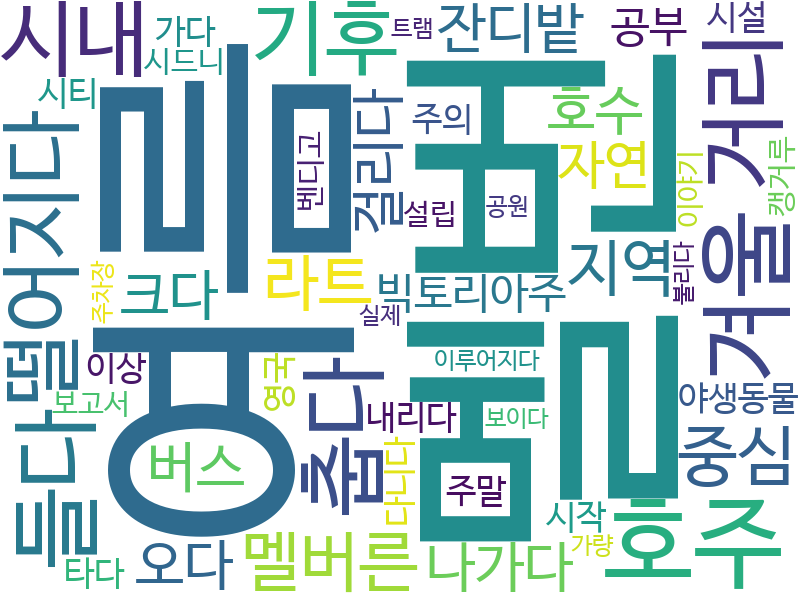 시내
가다
시드니
기후
트램
잔디밭
공부
시설
시티
여름
멜번
벤디고
걸리다
주의
호수
자연
거리
캥거루
이야기
떨어지다
설립
공원
겨울
라트
지역
크다
주차장
빅토리아주
불리다
실제
이상
영국
이루어지다
보고서
춥다
내리다
보이다
야생동물
들다
버스
다니다
주말
중심
시작
호주
타다
오다
멜버른
나가다
가량